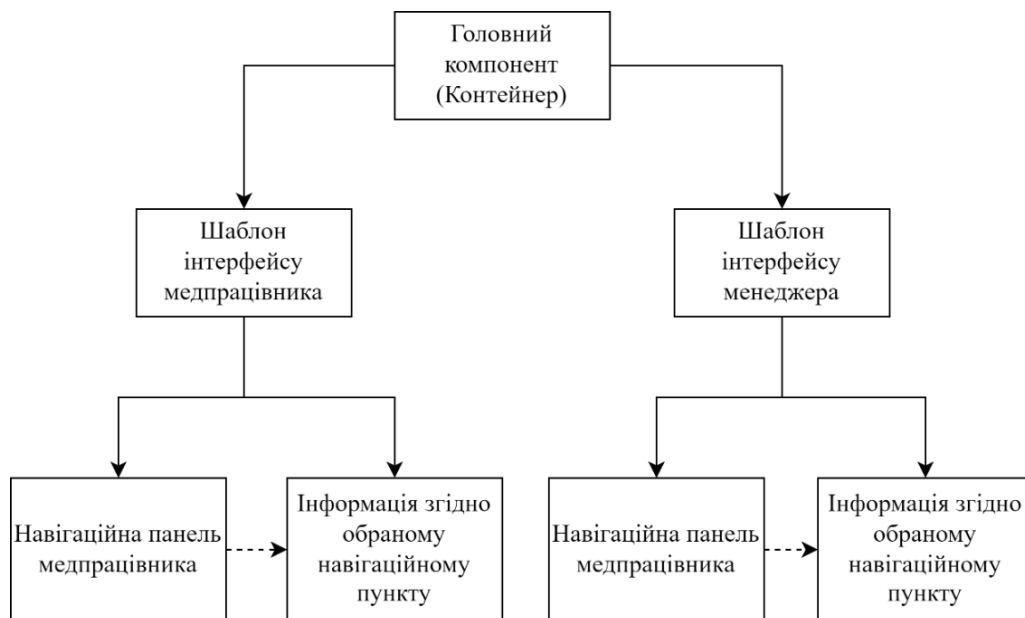 Головний
компонент
(Контейнер)
Шаблон
інтерфейсу
медпрацівника
Шаблон
інтерфейсу
менеджера
Навігаційна панель
медпрацівника
Інформація згідно
обраному
навігаційному
пункту
Навігаційна панель
медпрацівника
Інформація згідно
обраному
навігаційному
пункту